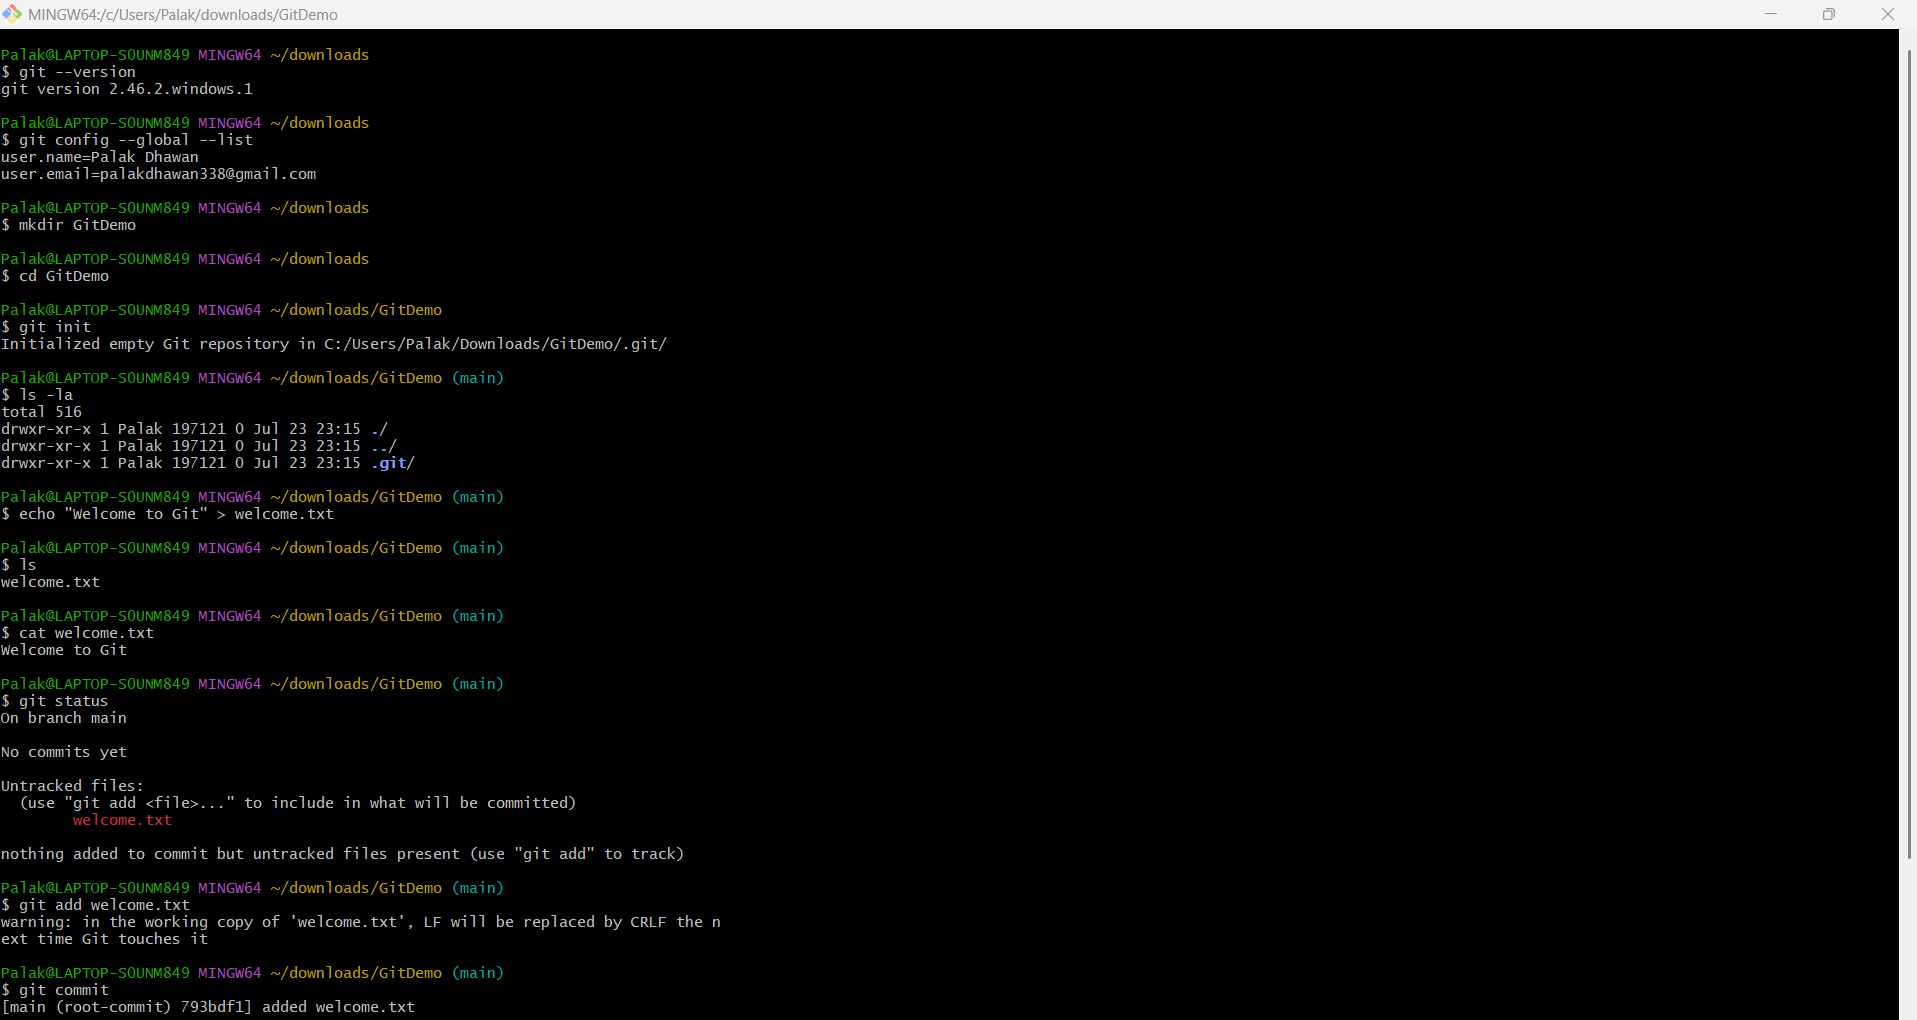 MINGW64:/c/Users/Palak/downloads/GitDemo
Palak@LAPTOP-SOUNM849 MINGW64 ~/downloads
$ git --version
git version 2.46.2.windows.1
Palak@LAPTOP-SOUNM849 MINGW64 ~/downloads
$ git config --global --list
user.name=Palak Dhawan
user.email=palakdhawan338@gmail.com
Palak@LAPTOP-SOUNM849 MINGW64 ~/downloads
$ mkdir GitDemo
Palak@LAPTOP-SOUNM849 MINGW64 ~/downloads
$ cd GitDemo
Palak@LAPTOP-SOUNM849 MINGW64 ~/downloads/GitDemo
$ git init
Initialized empty Git repository in C:/Users/Palak/Downloads/GitDemo/.git/
Palak@LAPTOP-SOUNM849 MINGW64 ~/downloads/GitDemo (main)
$ ls -la
total 516
drwxr-xr-x 1 Palak 197121 0 Jul 23 23:15 ./
drwxr-xr-x 1 Palak 197121 0 Jul 23 23:15 ../
drwxr-xr-x 1 Palak 197121 0 Jul 23 23:15 .git/
Palak@LAPTOP-SOUNM849 MINGW64 ~/downloads/GitDemo (main)
$ echo "Welcome to Git" > welcome.txt
Palak@LAPTOP-SOUNM849 MINGW64 ~/downloads/GitDemo (main)
$ ls
welcome.txt
Palak@LAPTOP-SOUNM849 MINGW64 ~/downloads/GitDemo (main)
$ cat welcome.txt
Welcome to Git
Palak@LAPTOP-SOUNM849 MINGW64 ~/downloads/GitDemo (main)
$ git status
On branch main
No commits yet
Untracked files:
(use "git add <file>..." to include in what will be committed)
welcome.txt
nothing added to commit but untracked files present (use "git add" to track)
Palak@LAPTOP-SOUNM849 MINGW64 ~/downloads/GitDemo (main)
$ git add welcome.txt
warning: in the working copy of 'welcome.txt', LF will be replaced by CRLF the n
ext time Git touches it
Palak@LAPTOP-SOUNM849 MINGW64 ~/downloads/GitDemo (main)
$ git commit
[main (root-commit) 793bdf1] added welcome.txt